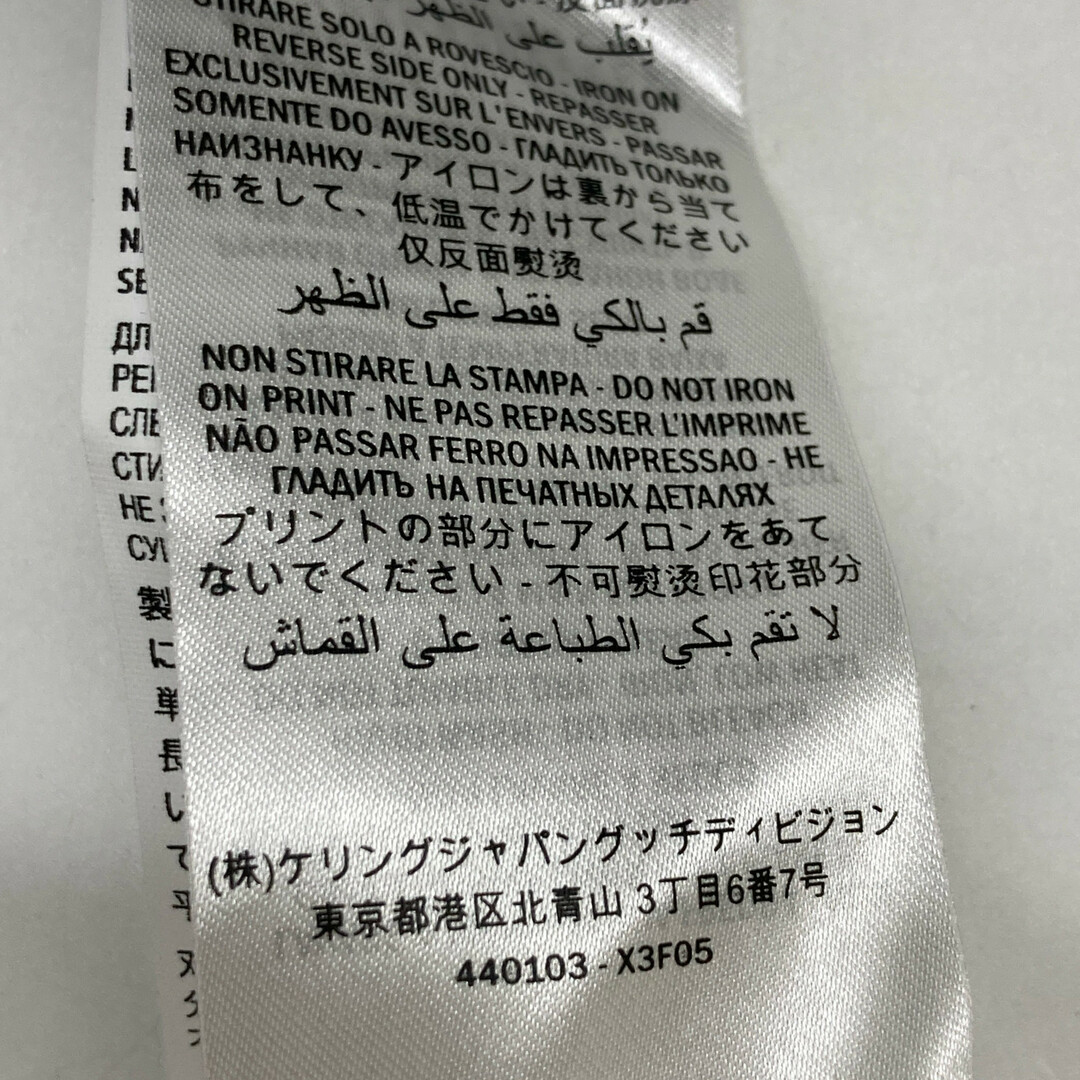 يُقلب على الظهر
STIRARE SOLO A ROVESCIO - IRON ON
REVERSE SIDE ONLY - REPASSER
EXCLUSIVEMENT SUR L'ENVERS - PASSAR
SOMENTE DO AVESSO - ГЛАДИТЬ ТОЛЬКО
НАИЗНАНКУ - アイロンは裏から当て
布をして、低温でかけてください
仅反面熨烫
قم بالكي فقط على الظهر
NON STIRARE LA STAMPA - DO NOT IRON
ON PRINT - NE PAS REPASSER L'IMPRIME
NÃO PASSAR FERRO NA IMPRESSAO - НЕ
ГЛАДИТЬ НА ПЕЧАТНЫХ ДЕТАЛЯХ
プリントの部分にアイロンをあて
ないでください - 不可熨烫印花部分
لا تقم بكي الطباعة على القماش
(株)ケリングジャパングッチディビジョン
東京都港区北青山 3丁目6番7号
440103 - X3F05